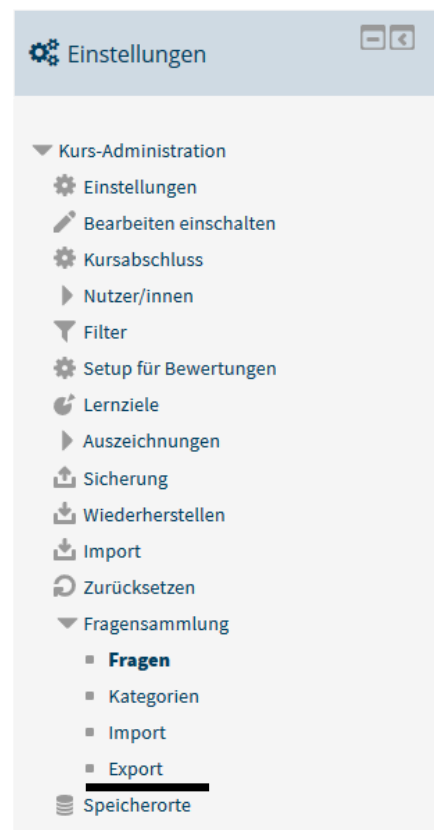 Einstellungen
Kurs-Administration
Einstellungen
Bearbeiten einschalten
Kursabschluss
Nutzer/innen
Filter
Setup für Bewertungen
Lernziele
Auszeichnungen
Sicherung
Wiederherstellen
Import
Zurücksetzen
Fragensammlung
Fragen
Kategorien
Import
Export
Speicherorte